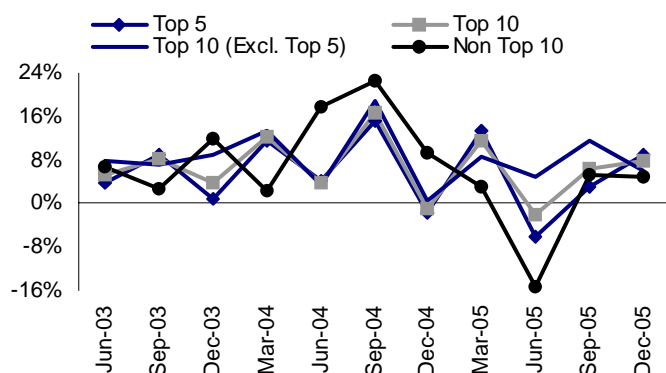 Top 5 Top 10
Top 10 (Excl. Top 5) Non Top 10
24%
16%
8%
0%
-8%
-16%
Jun-03
Sep-03
Dec-03
Mar-04
Jun-04
Sep-04
Dec-04
Mar-05
Jun-05
Sep-05
Dec-05